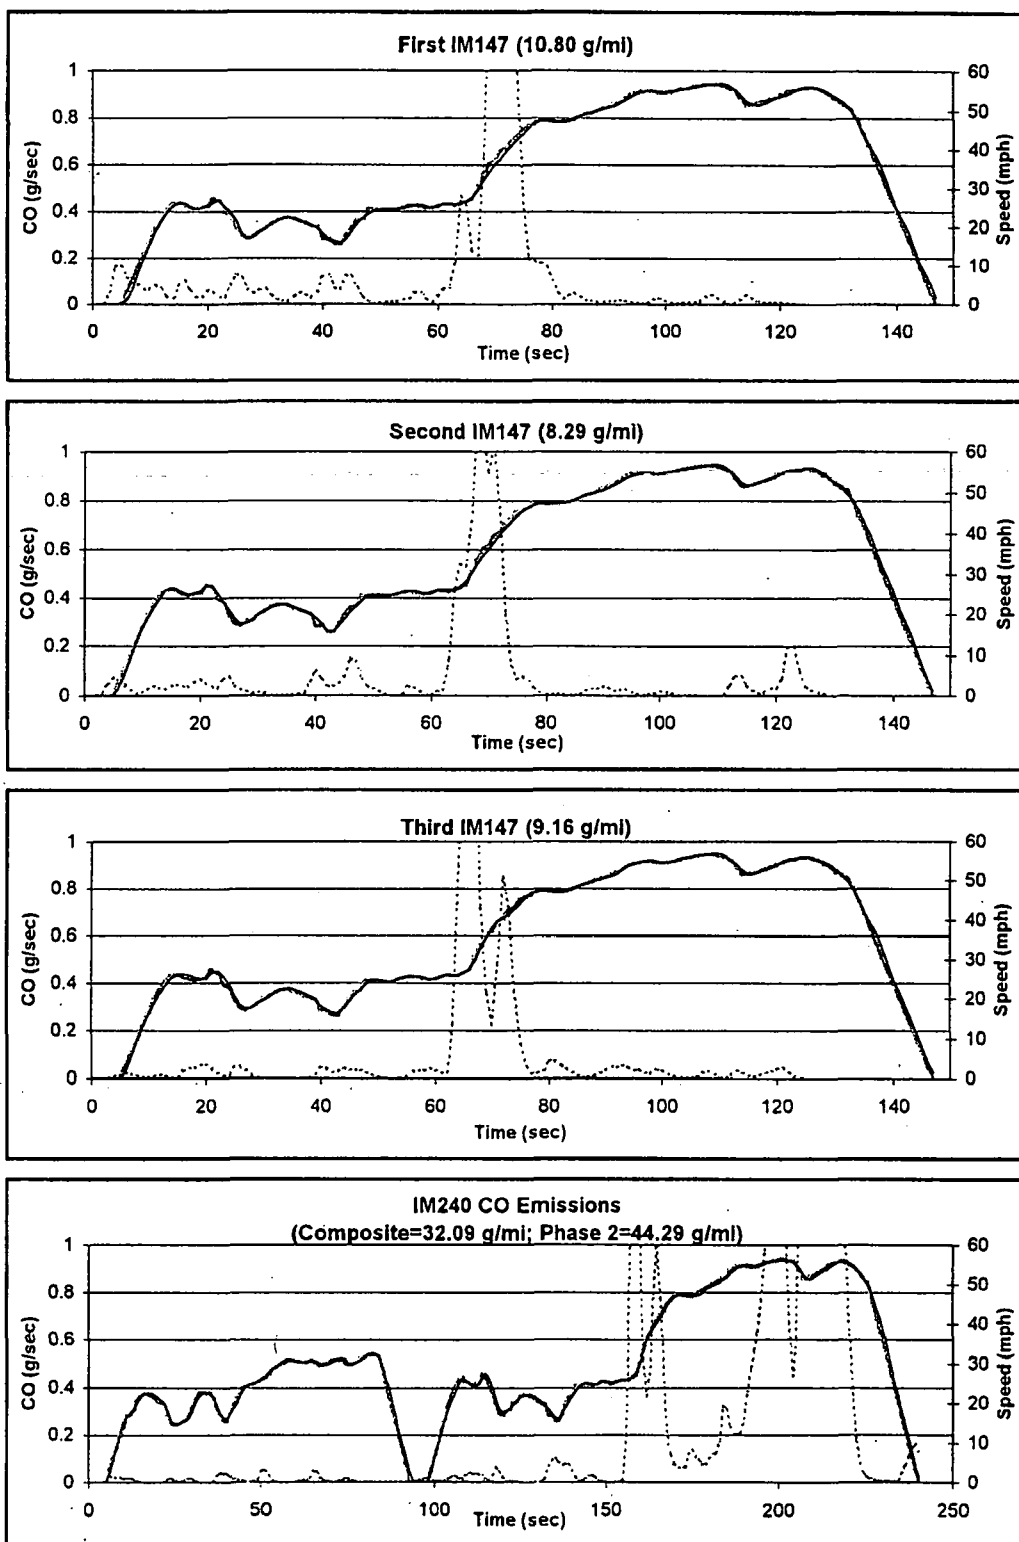 First IM147 (10.80 g/mi)
1
0.8
0.6
0.4
0.2
0
CO (g/sec)
60
50
40
30
20
10
0
Speed (mph)
0 20 40 60 80 100 120 140
Time (sec)
Second IM147 (8.29 g/mi)
1
0.8
0.6
0.4
0.2
0
CO (g/sec)
60
50
40
30
20
10
0
Speed (mph)
0 20 40 60 80 100 120 140
Time (sec)
Third IM147 (9.16 g/mi)
1
0.8
0.6
0.4
0.2
0
CO (g/sec)
60
50
40
30
20
10
0
Speed (mph)
0 20 40 60 80 100 120 140
Time (sec)
IM240 CO Emissions
(Composite=32.09 g/mi; Phase 2=44.29 g/mi)
1
0.8
0.6
0.4
0.2
0
CO (g/sec)
60
50
40
30
20
10
0
Speed (mph)
0 50 100 150 200 250
Time (sec)